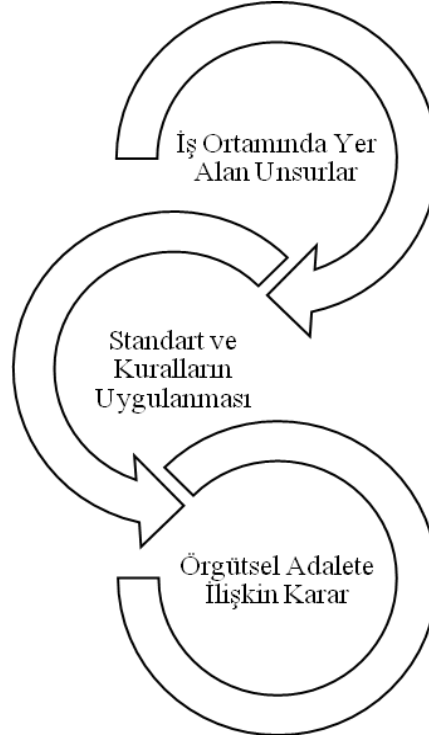 İş Ortamında Yer
Alan Unsurlar
Standart ve
Kuralların
Uygulanması
Örgütsel Adalete
İlişkin Karar